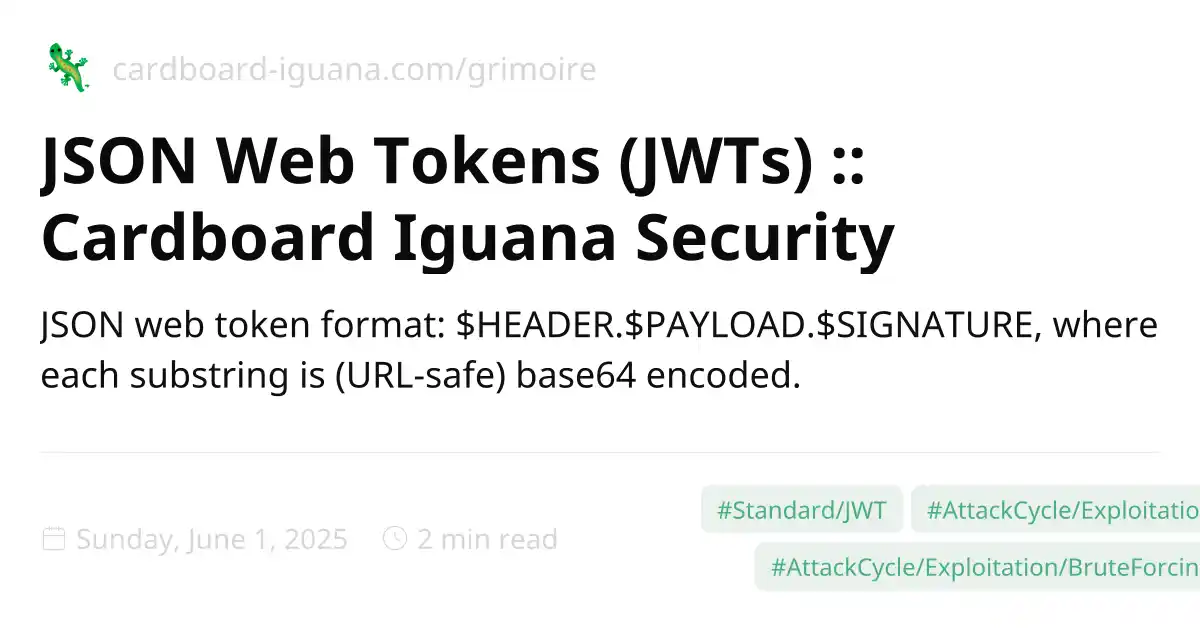 cardboard-iguana.com/grimoire
JSON Web Tokens (JWTs) ::
Cardboard Iguana Security
JSON web token format: $HEADER.$PAYLOAD.$SIGNATURE, where
each substring is (URL-safe) base64 encoded.
Sunday, June 1, 2025 2 min read
#Standard/JWT #AttackCycle/Exploitatio
#AttackCycle/Exploitation/BruteForcin